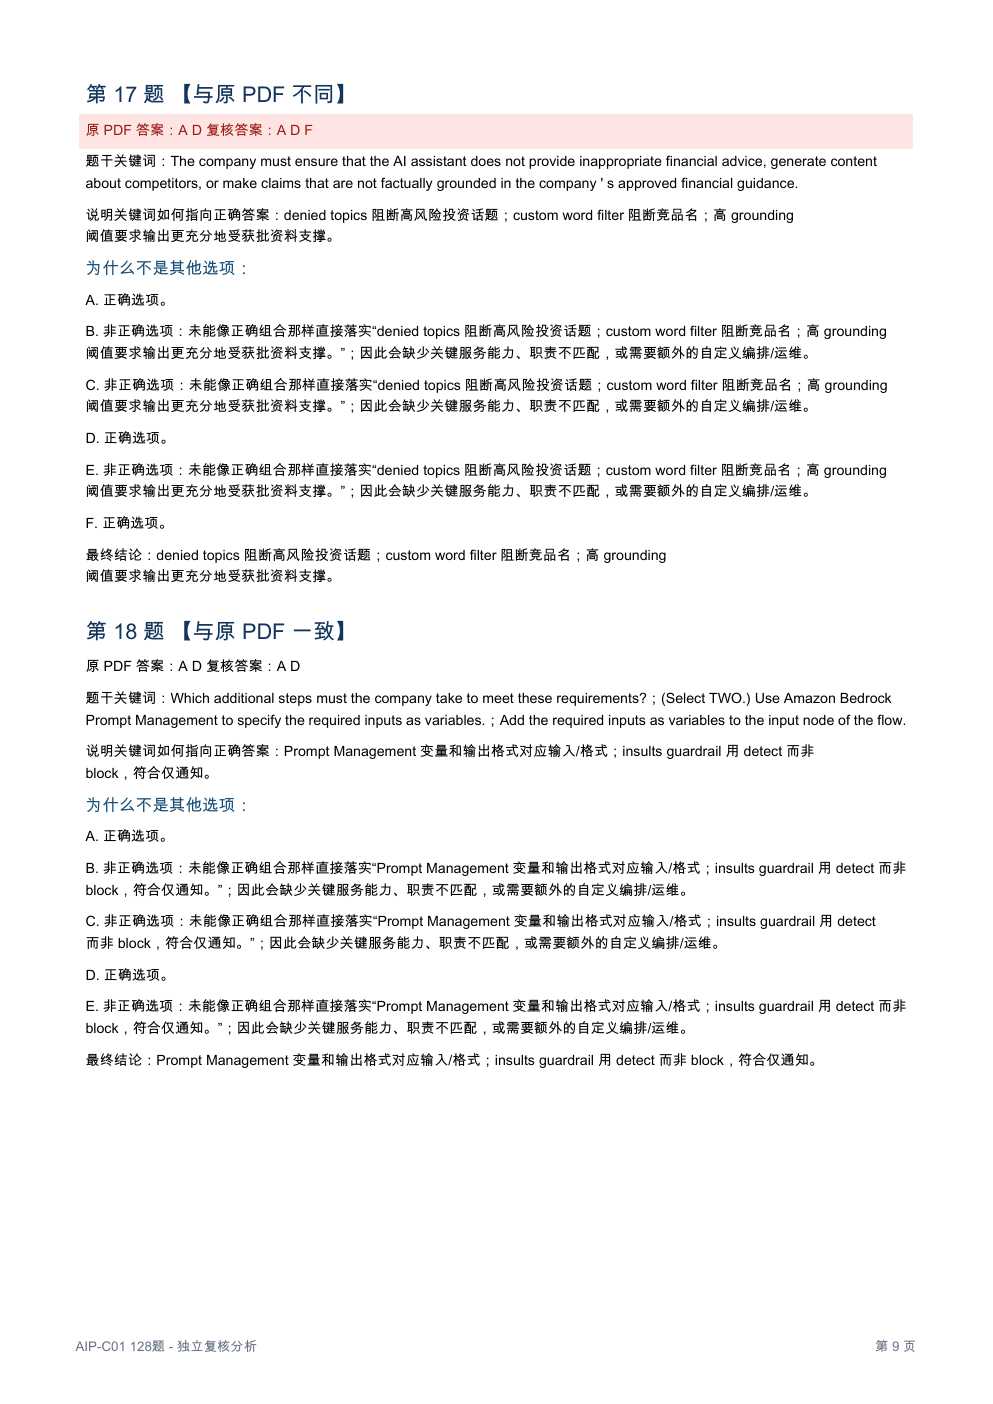 第 17 题 【与原 PDF 不同】
原 PDF 答案：A D 复核答案：A D F
题干关键词：The company must ensure that the AI assistant does not provide inappropriate financial advice, generate content
about competitors, or make claims that are not factually grounded in the company ' s approved financial guidance.
说明关键词如何指向正确答案：denied topics 阻断高风险投资话题；custom word filter 阻断竞品名；高 grounding
阈值要求输出更充分地受获批资料支撑。
为什么不是其他选项：
A. 正确选项。
B. 非正确选项：未能像正确组合那样直接落实“denied topics 阻断高风险投资话题；custom word filter 阻断竞品名；高 grounding
阈值要求输出更充分地受获批资料支撑。”；因此会缺少关键服务能力、职责不匹配，或需要额外的自定义编排/运维。
C. 非正确选项：未能像正确组合那样直接落实“denied topics 阻断高风险投资话题；custom word filter 阻断竞品名；高 grounding
阈值要求输出更充分地受获批资料支撑。”；因此会缺少关键服务能力、职责不匹配，或需要额外的自定义编排/运维。
D. 正确选项。
E. 非正确选项：未能像正确组合那样直接落实“denied topics 阻断高风险投资话题；custom word filter 阻断竞品名；高 grounding
阈值要求输出更充分地受获批资料支撑。”；因此会缺少关键服务能力、职责不匹配，或需要额外的自定义编排/运维。
F. 正确选项。
最终结论：denied topics 阻断高风险投资话题；custom word filter 阻断竞品名；高 grounding
阈值要求输出更充分地受获批资料支撑。
第 18 题 【与原 PDF 一致】
原 PDF 答案：A D 复核答案：A D
题干关键词：Which additional steps must the company take to meet these requirements?；(Select TWO.) Use Amazon Bedrock
Prompt Management to specify the required inputs as variables.；Add the required inputs as variables to the input node of the flow.
说明关键词如何指向正确答案：Prompt Management 变量和输出格式对应输入/格式；insults guardrail 用 detect 而非
block，符合仅通知。
为什么不是其他选项：
A. 正确选项。
B. 非正确选项：未能像正确组合那样直接落实“Prompt Management 变量和输出格式对应输入/格式；insults guardrail 用 detect 而非
block，符合仅通知。”；因此会缺少关键服务能力、职责不匹配，或需要额外的自定义编排/运维。
C. 非正确选项：未能像正确组合那样直接落实“Prompt Management 变量和输出格式对应输入/格式；insults guardrail 用 detect
而非 block，符合仅通知。”；因此会缺少关键服务能力、职责不匹配，或需要额外的自定义编排/运维。
D. 正确选项。
E. 非正确选项：未能像正确组合那样直接落实“Prompt Management 变量和输出格式对应输入/格式；insults guardrail 用 detect 而非
block，符合仅通知。”；因此会缺少关键服务能力、职责不匹配，或需要额外的自定义编排/运维。
最终结论：Prompt Management 变量和输出格式对应输入/格式；insults guardrail 用 detect 而非 block，符合仅通知。
AIP-C01 128题 - 独立复核分析
第 9 页